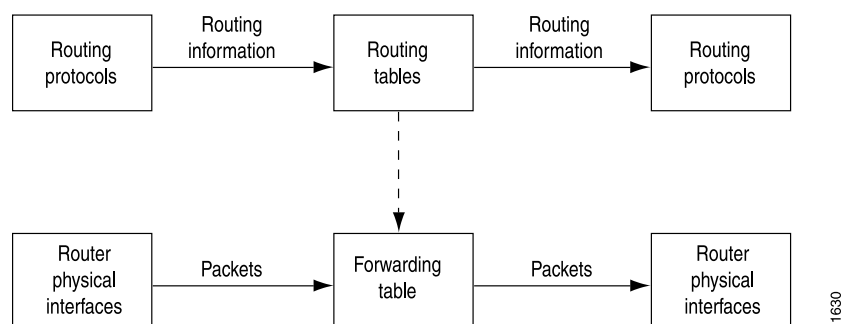 Routing
protocols
Routing
information
Routing
tables
Routing
information
Routing
protocols
Router
physical
interfaces
Packets
Forwarding
table
Packets
Router
physical
interfaces
1630